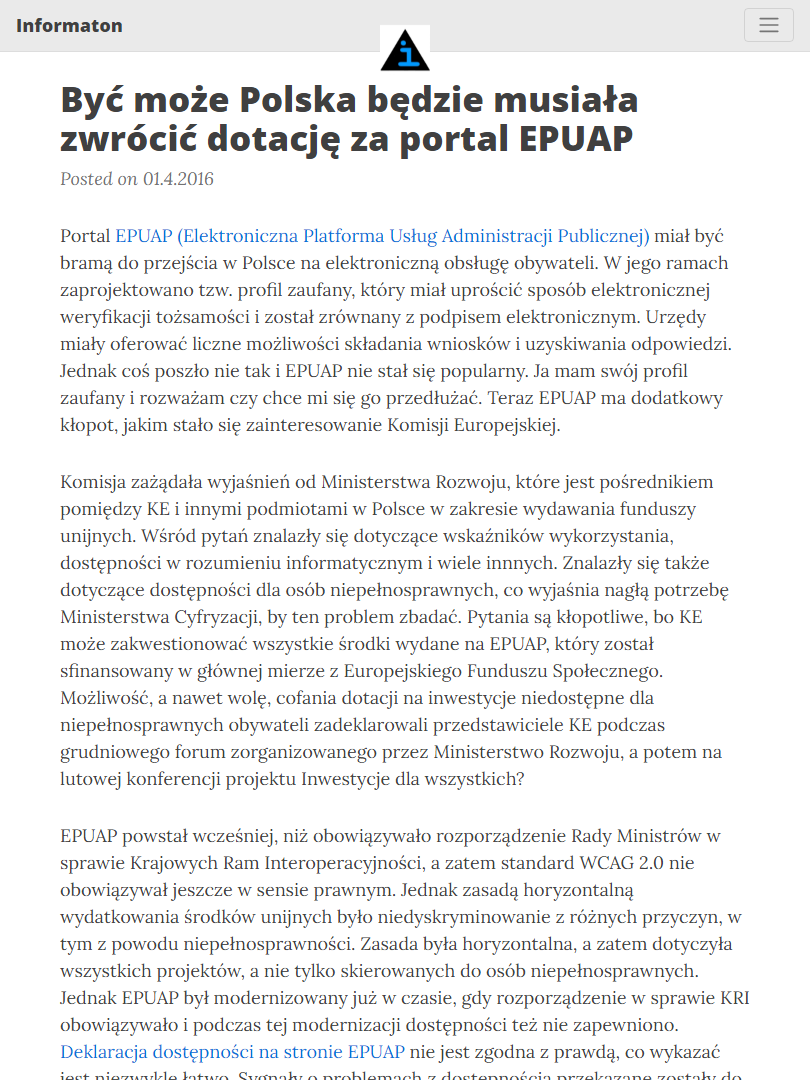 Informaton
Być może Polska będzie musiała
zwrócić dotację za portal EPUAP
Posted on 01.4.2016
Portal EPUAP (Elektroniczna Platforma Usług Administracji Publicznej) miał być
bramą do przejścia w Polsce na elektroniczną obsługę obywateli. W jego ramach
zaprojektowano tzw. profil zaufany, który miał uprościć sposób elektronicznej
weryfikacji tożsamości i został zrównany z podpisem elektronicznym. Urzędy
miały oferować liczne możliwości składania wniosków i uzyskiwania odpowiedzi.
Jednak coś poszło nie tak i EPUAP nie stał się popularny. Ja mam swój profil
zaufany i rozważam czy chce mi się go przedłużać. Teraz EPUAP ma dodatkowy
kłopot, jakim stało się zainteresowanie Komisji Europejskiej.
Komisja zażądała wyjaśnień od Ministerstwa Rozwoju, które jest pośrednikiem
pomiędzy KE i innymi podmiotami w Polsce w zakresie wydawania funduszy
unijnych. Wśród pytań znalazły się dotyczące wskaźników wykorzystania,
dostępności w rozumieniu informatycznym i wiele innnych. Znalazły się także
dotyczące dostępności dla osób niepełnosprawnych, co wyjaśnia nagłą potrzebę
Ministerstwa Cyfryzacji, by ten problem zbadać. Pytania są kłopotliwe, bo KE
może zakwestionować wszystkie środki wydane na EPUAP, który został
sfinansowany w głównej mierze z Europejskiego Funduszu Społecznego.
Możliwość, a nawet wolę, cofania dotacji na inwestycje niedostępne dla
niepełnosprawnych obywateli zadeklarowali przedstawiciele KE podczas
grudniowego forum zorganizowanego przez Ministerstwo Rozwoju, a potem na
lutowej konferencji projektu Inwestycje dla wszystkich?
EPUAP powstał wcześniej, niż obowiązywało rozporządzenie Rady Ministrów w
sprawie Krajowych Ram Interoperacyjności, a zatem standard WCAG 2.0 nie
obowiązywał jeszcze w sensie prawnym. Jednak zasadą horyzontalną
wydatkowania środków unijnych było niedyskryminowanie z różnych przyczyn, w
tym z powodu niepełnosprawności. Zasada była horyzontalna, a zatem dotyczyła
wszystkich projektów, a nie tylko skierowanych do osób niepełnosprawnych.
Jednak EPUAP był modernizowany już w czasie, gdy rozporządzenie w sprawie KRI
obowiązywało i podczas tej modernizacji dostępności też nie zapewniono.
Deklaracja dostępności na stronie EPUAP nie jest zgodna z prawdą, co wykazać
jest niezwykle łatwo. Sygnały o problemach z dostępnością przekazane zostały do